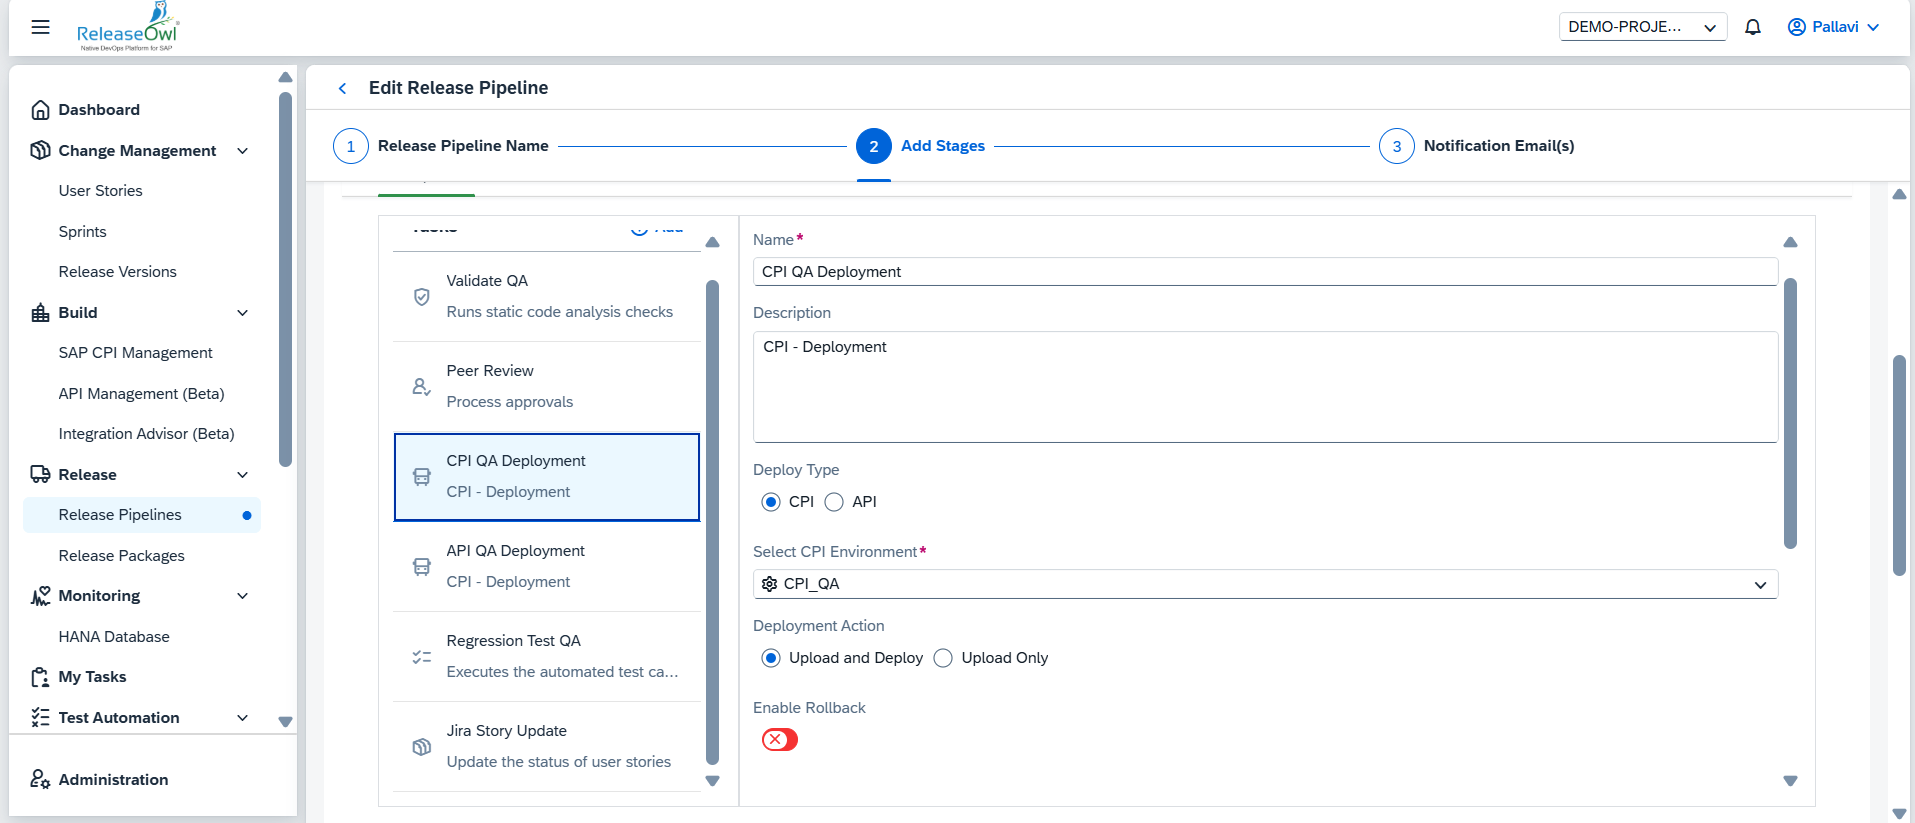 ReleaseOwl
Native DevOps Platform for SAP
DEMO-PROJE...
Pallavi
Dashboard
Change Management
User Stories
Sprints
Release Versions
Build
SAP CPI Management
API Management (Beta)
Integration Advisor (Beta)
Release
Release Pipelines
Release Packages
Monitoring
HANA Database
My Tasks
Test Automation
Administration
Edit Release Pipeline
1 Release Pipeline Name
2 Add Stages
3 Notification Email(s)
Tasks
Add
Validate QA
Runs static code analysis checks
Peer Review
Process approvals
CPI QA Deployment
CPI - Deployment
API QA Deployment
CPI - Deployment
Regression Test QA
Executes the automated test ca...
Jira Story Update
Update the status of user stories
Name*
CPI QA Deployment
Description
CPI - Deployment
Deploy Type
CPI API
Select CPI Environment*
CPI_QA
Deployment Action
Upload and Deploy Upload Only
Enable Rollback